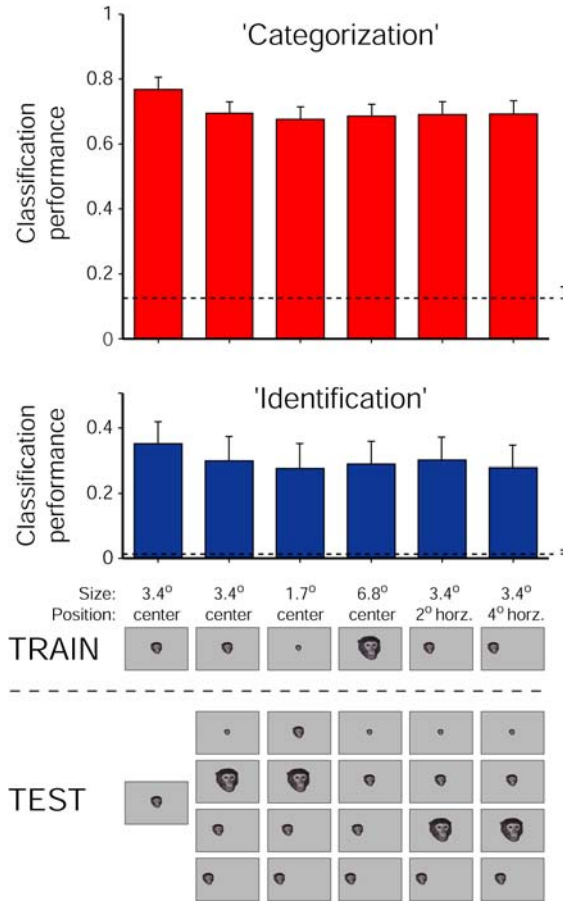 1
'Categorization'
0.8
0.6
0.4
0.2
0
Classification
performance
'Identification'
0.4
0.2
0
Classification
performance
Size: 3.4° 3.4° 1.7° 6.8° 3.4° 3.4°
Position: center center center center 2° horz. 4° horz.
TRAIN
TEST